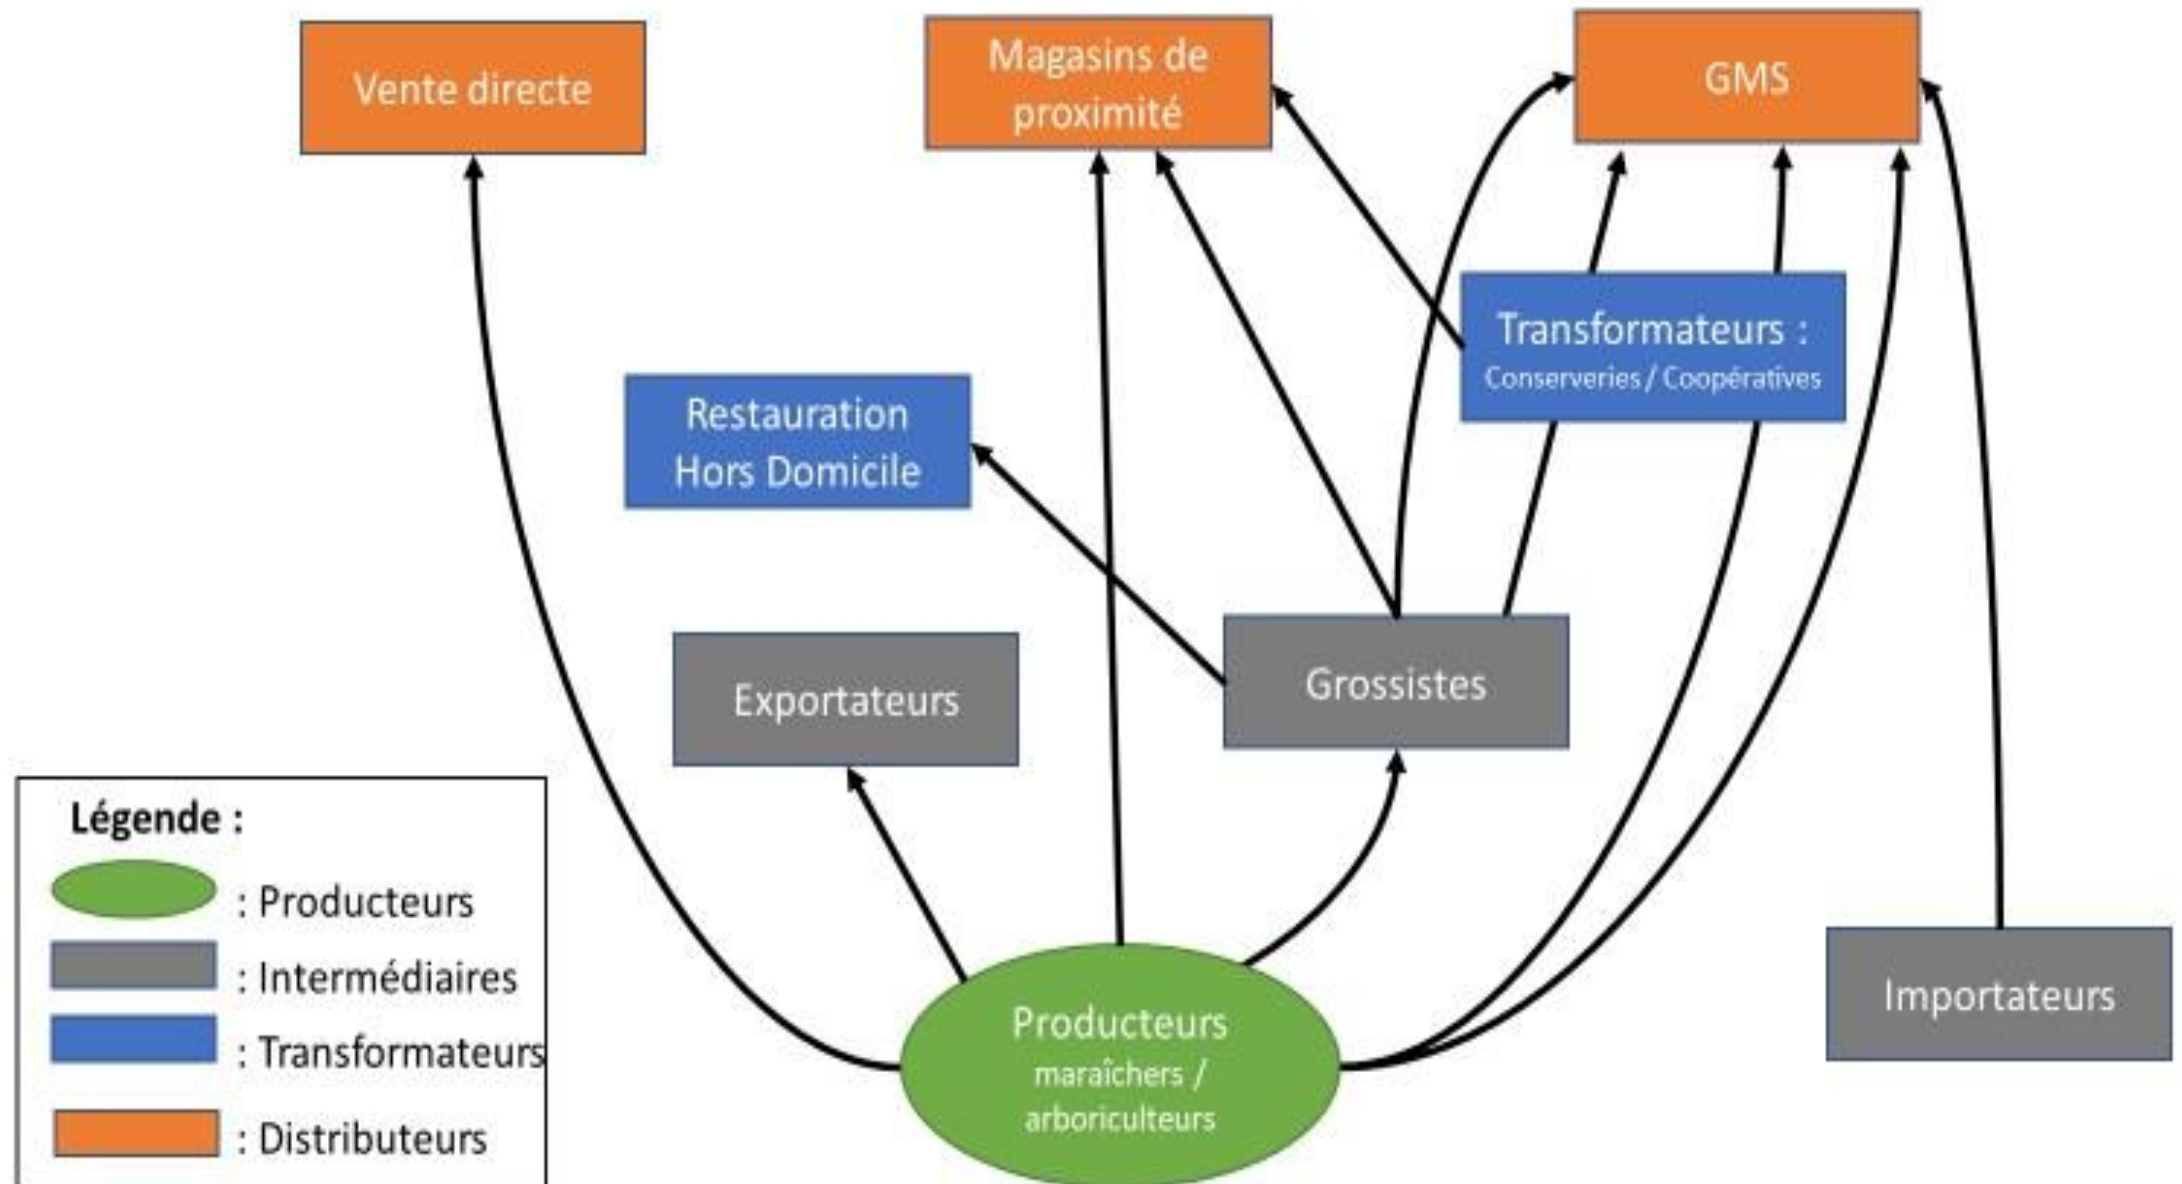 Vente directe
Magasins de
proximité
GMS
Transformateurs :
Conserveries / Coopératives
Restauration
Hors Domicile
Exportateurs
Grossistes
Importateurs
Producteurs
maraîchers /
arboriculteurs
Légende :
: Producteurs
: Intermédiaires
: Transformateurs
: Distributeurs